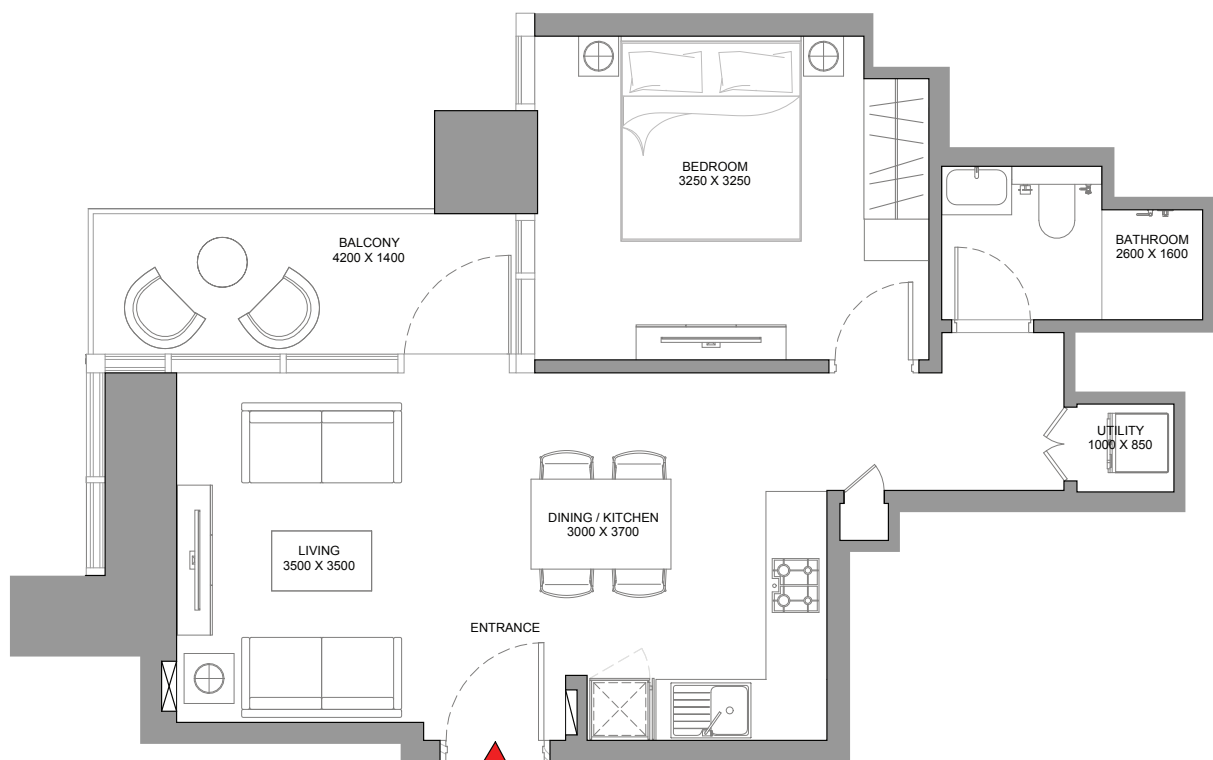 BEDROOM
3250 X 3250
BALCONY
4200 X 1400
BATHROOM
2600 X 1600
UTILITY
1000 X 850
DINING / KITCHEN
3000 X 3700
LIVING
3500 X 3500
ENTRANCE